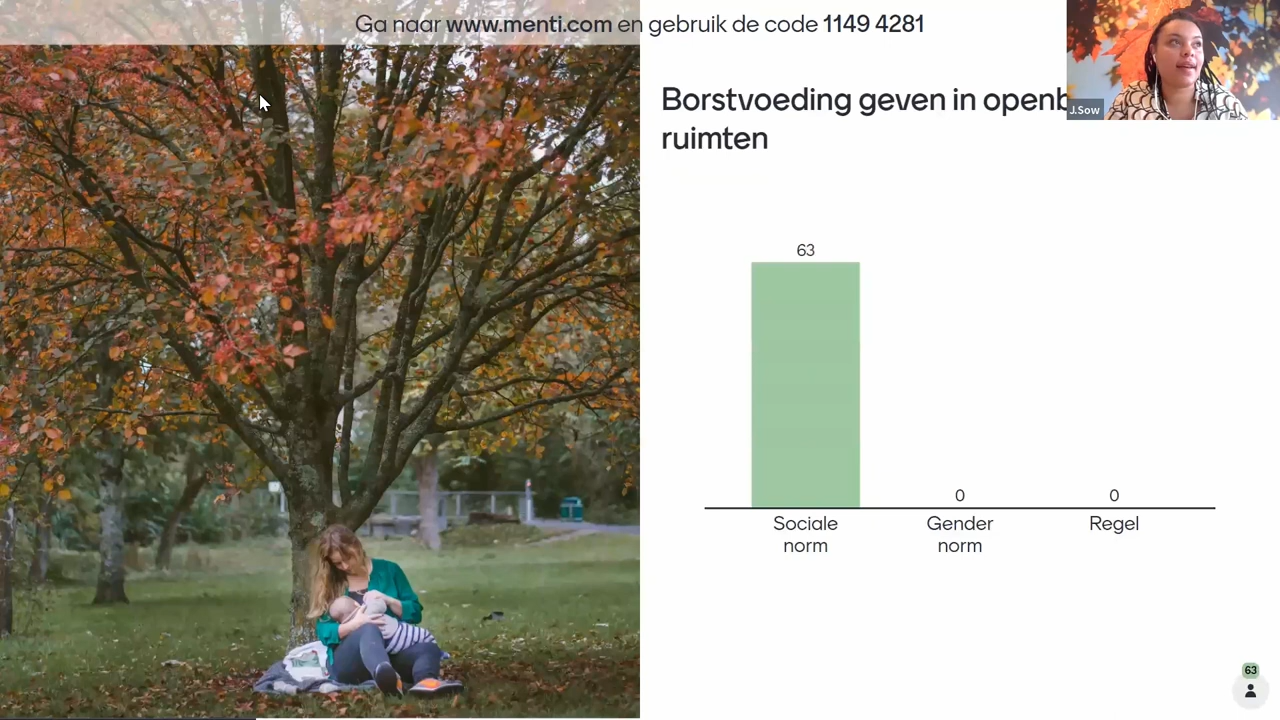 Ga naar www.menti.com en gebruik de code 1149 4281
J.Sow
Borstvoeding geven in openb
ruimten
63
0
0
Sociale
norm
Gender
norm
Regel
63